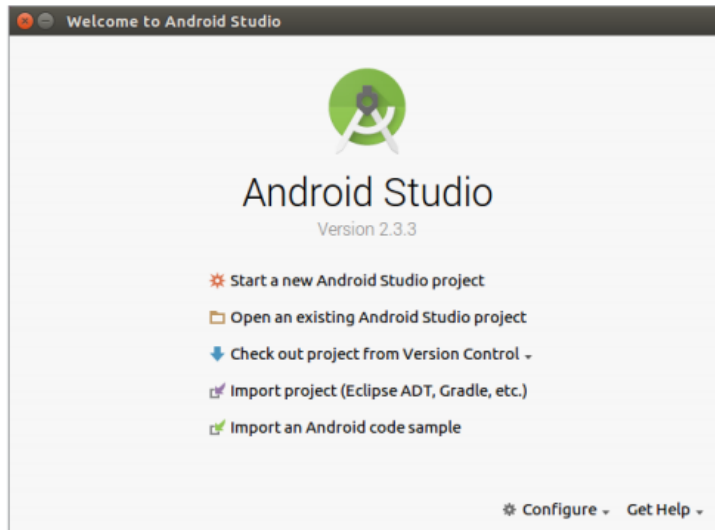 Welcome to Android Studio
Android Studio
Version 2.3.3
Start a new Android Studio project
Open an existing Android Studio project
Check out project from Version Control
Import project (Eclipse ADT, Gradle, etc.)
Import an Android code sample
Configure Get Help